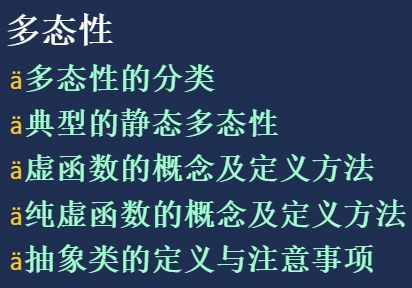 多态性
ä多态性的分类
ä典型的静态多态性
ä虚函数的概念及定义方法
ä纯虚函数的概念及定义方法
ä抽象类的定义与注意事项